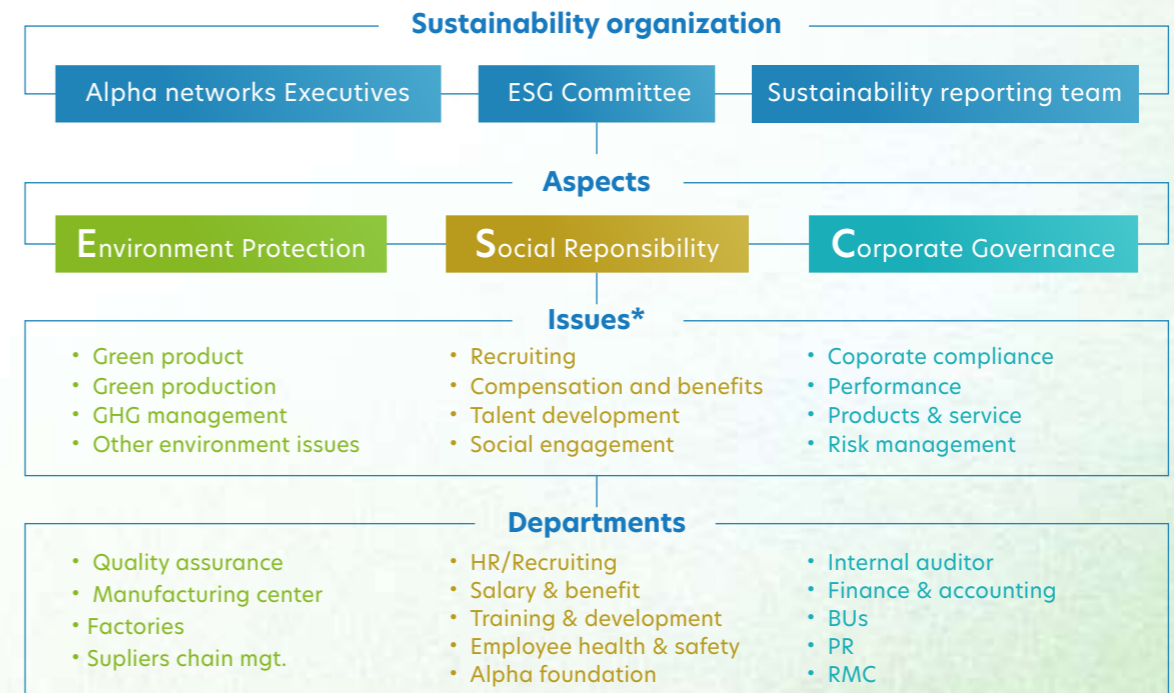 Sustainability organization
Alpha networks Executives
ESG Committee
Sustainability reporting team
Aspects
Environment Protection
Social Reponsibility
Corporate Governance
Issues*
• Green product
• Green production
• GHG management
• Other environment issues
• Recruiting
• Compensation and benefits
• Talent development
• Social engagement
• Coporate compliance
• Performance
• Products & service
• Risk management
Departments
• Quality assurance
• Manufacturing center
• Factories
• Supliers chain mgt.
• HR/Recruiting
• Salary & benefit
• Training & development
• Employee health & safety
• Alpha foundation
• Internal auditor
• Finance & accounting
• BUs
• PR
• RMC